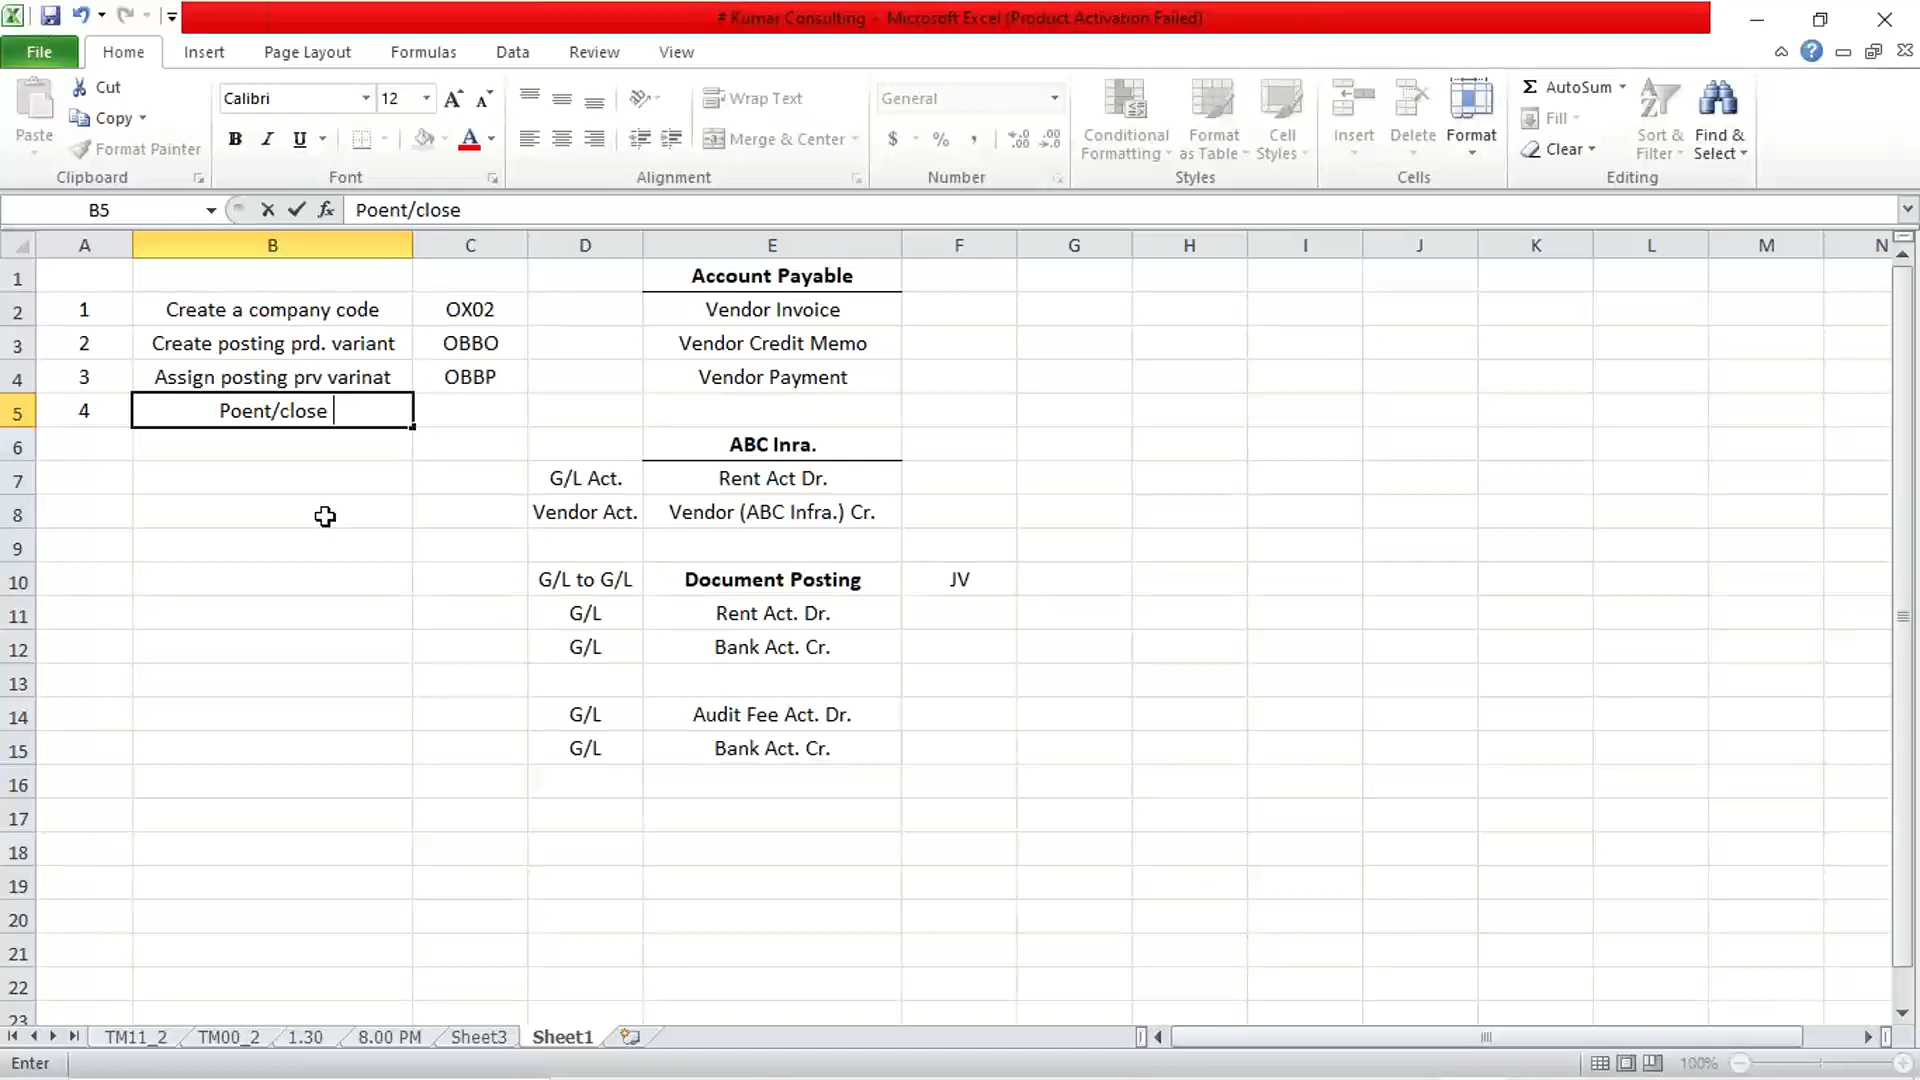 # Kumar Consulting - Microsoft Excel (Product Activation Failed)
File Home Insert Page Layout Formulas Data Review View
Paste
Cut
Copy
Format Painter
Clipboard
Calibri 12
B I U A
Font
Wrap Text
Merge & Center
Alignment
General
$ % ,
Number
Conditional Formatting
Format as Table
Cell Styles
Styles
Insert Delete Format
Cells
Σ AutoSum
Fill
Clear
Sort & Filter
Find & Select
Editing
B5 fx Poent/close
A B C D E F G H I J K L M N
1 Account Payable
2 1 Create a company code OX02 Vendor Invoice
3 2 Create posting prd. variant OBBO Vendor Credit Memo
4 3 Assign posting prv varinat OBBP Vendor Payment
5 4 Poent/close
6 ABC Inra.
7 G/L Act. Rent Act Dr.
8 Vendor Act. Vendor (ABC Infra.) Cr.
9
10 G/L to G/L Document Posting JV
11 G/L Rent Act. Dr.
12 G/L Bank Act. Cr.
13
14 G/L Audit Fee Act. Dr.
15 G/L Bank Act. Cr.
16
17
18
19
20
21
22
23
TM11_2 TM00_2 1.30 8.00 PM Sheet3 Sheet1
Enter 100%